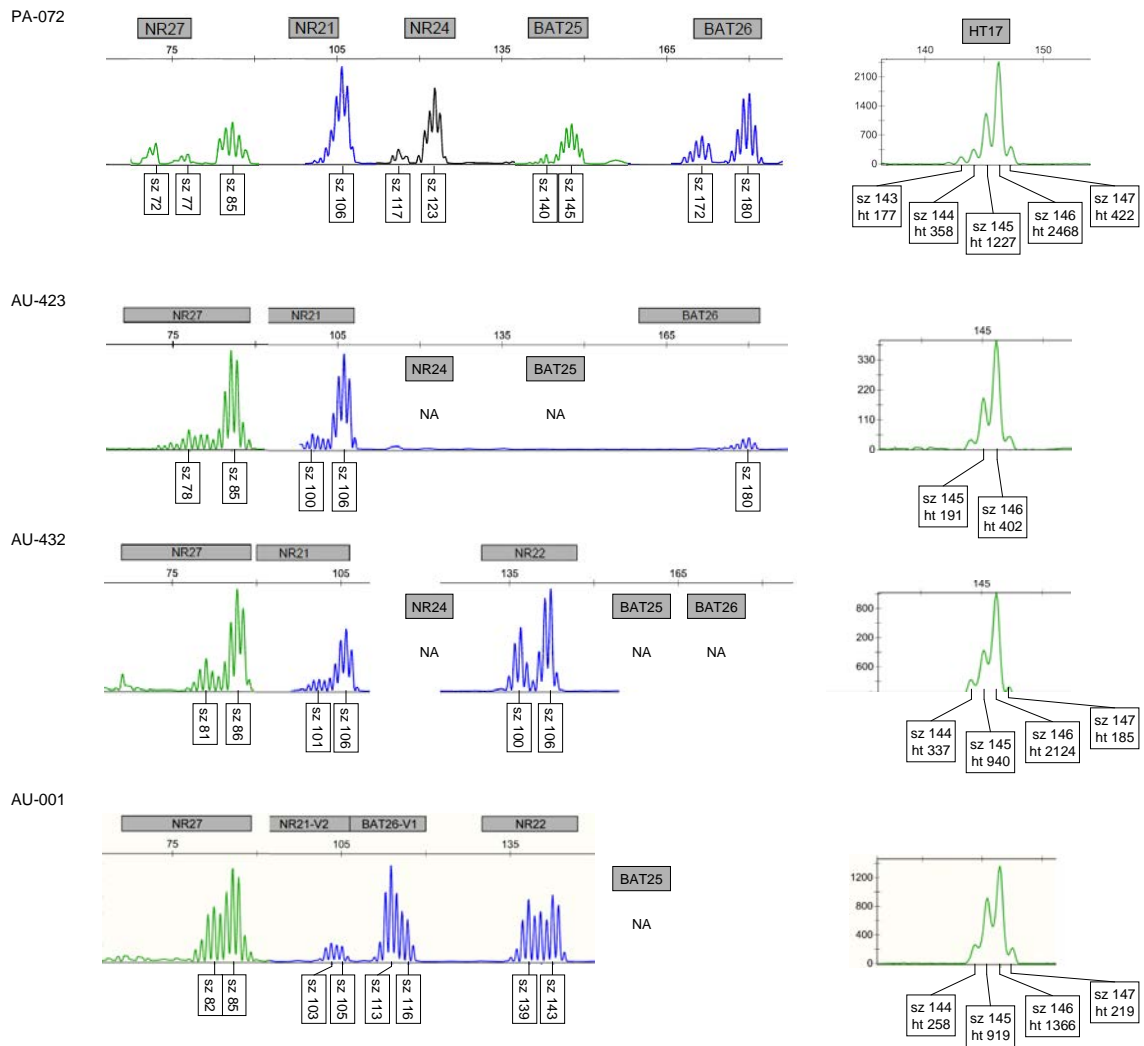 PA-072
NR27 NR21 NR24 BAT25 BAT26
75 105 135 165
sz 72
sz 77
sz 85
sz 106
sz 117
sz 123
sz 140
sz 145
sz 172
sz 180
HT17
140 150
2100
1400
700
0
sz 143
ht 177
sz 144
ht 358
sz 145
ht 1227
sz 146
ht 2468
sz 147
ht 422
AU-423
NR27 NR21 BAT26
75 105 135 165
NR24 BAT25
NA NA
sz 78
sz 85
sz 100
sz 106
sz 180
145
330
220
110
0
sz 145
ht 191
sz 146
ht 402
AU-432
NR27 NR21 NR22
75 105 135 165
NR24 BAT25 BAT26
NA NA NA
sz 81
sz 86
sz 101
sz 106
sz 100
sz 106
145
800
200
600
sz 144
ht 337
sz 145
ht 940
sz 146
ht 2124
sz 147
ht 185
AU-001
NR27 NR21-V2 BAT26-V1 NR22
75 105 135
BAT25
NA
sz 82
sz 85
sz 103
sz 105
sz 113
sz 116
sz 139
sz 143
1200
800
400
0
sz 144
ht 258
sz 145
ht 919
sz 146
ht 1366
sz 147
ht 219